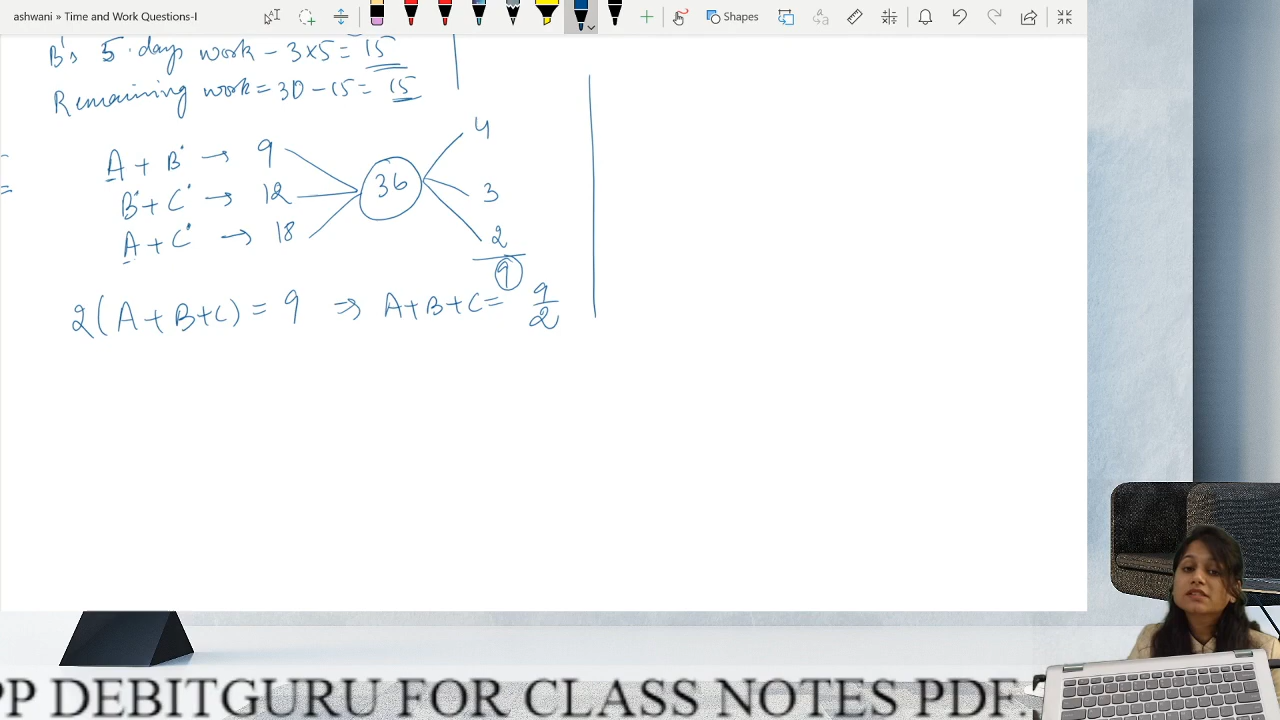 ashwani » Time and Work Questions-I
Shapes
B's 5 days work - 3×5 = 15
Remaining work = 30 - 15 = 15
A + B → 9
B + C → 12
A + C → 18
36
4
3
2
9
2(A+B+C) = 9 ⇒ A+B+C = 9/2
PP DEBITGURU FOR CLASS NOTES PDF